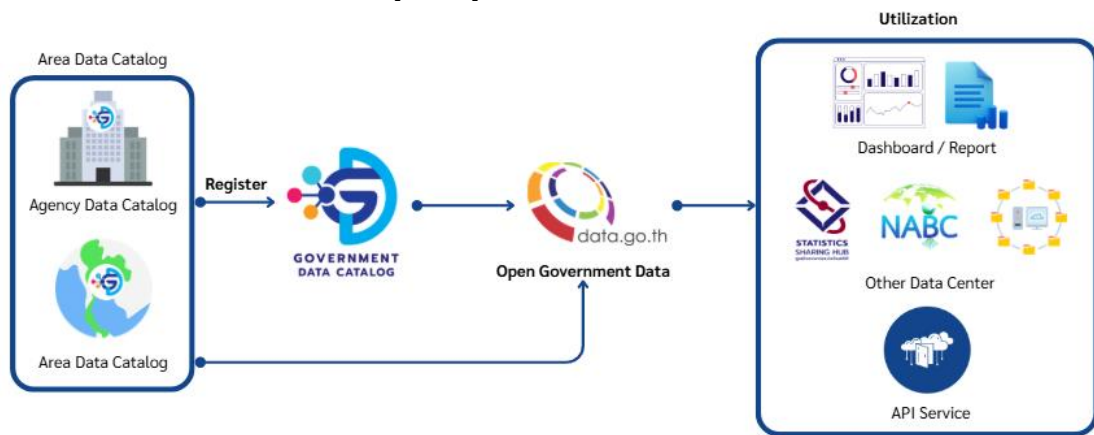 Utilization
Area Data Catalog
Agency Data Catalog
Area Data Catalog
Register
GOVERNMENT
DATA CATALOG
data.go.th
Open Government Data
Dashboard / Report
STATISTICS
SHARING HUB
NABC
Other Data Center
API Service